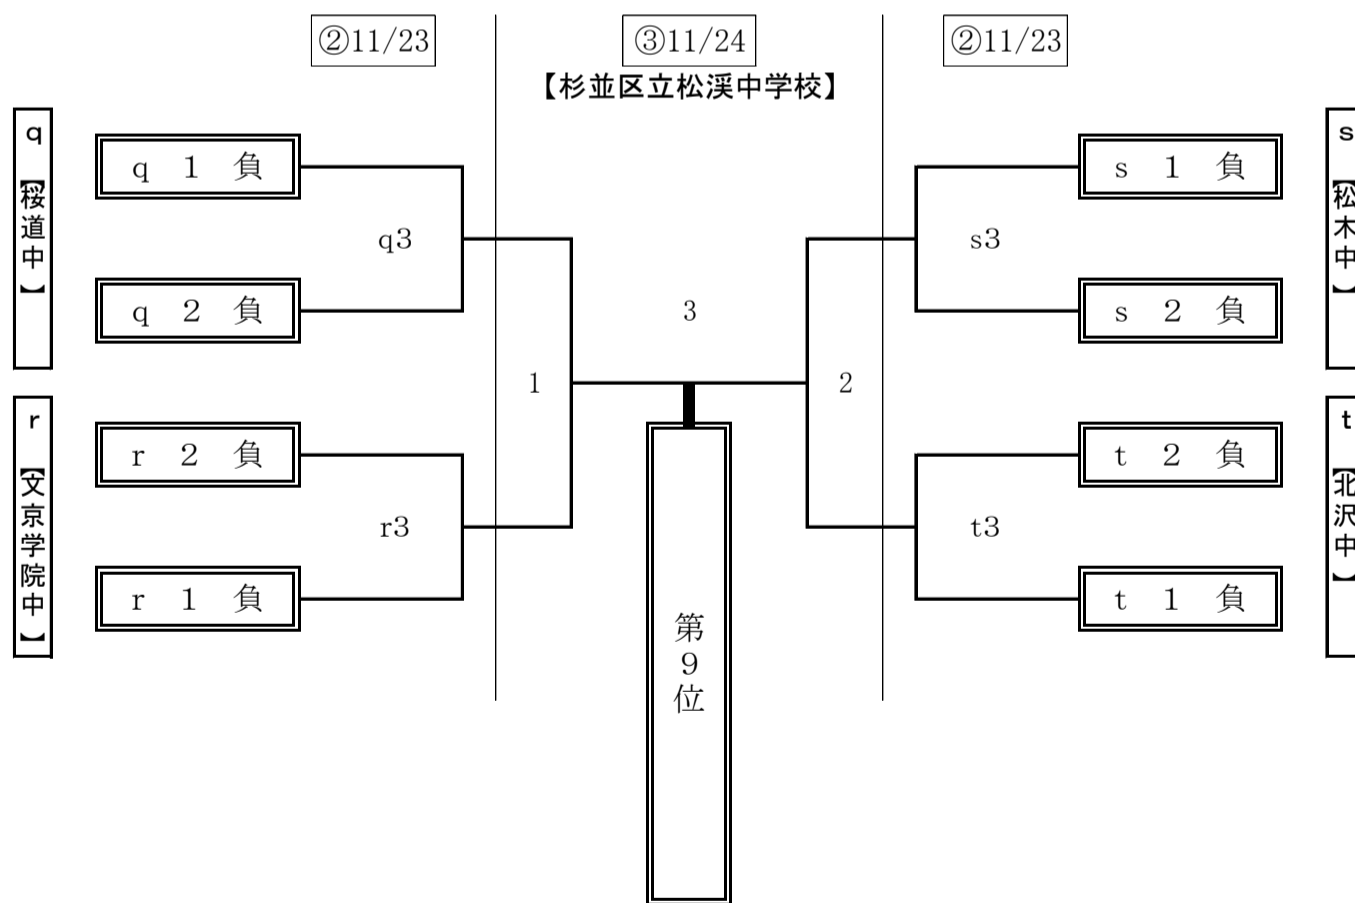 ②11/23
③11/24
②11/23
【杉並区立松渓中学校】
q【桜道中】
q 1 負
q3
q 2 負
r【文京学院中】
r 2 負
r3
r 1 負
1
3
2
第9位
s 1 負
s3
s 2 負
s【松木中】
t 2 負
t3
t 1 負
t【北沢中】